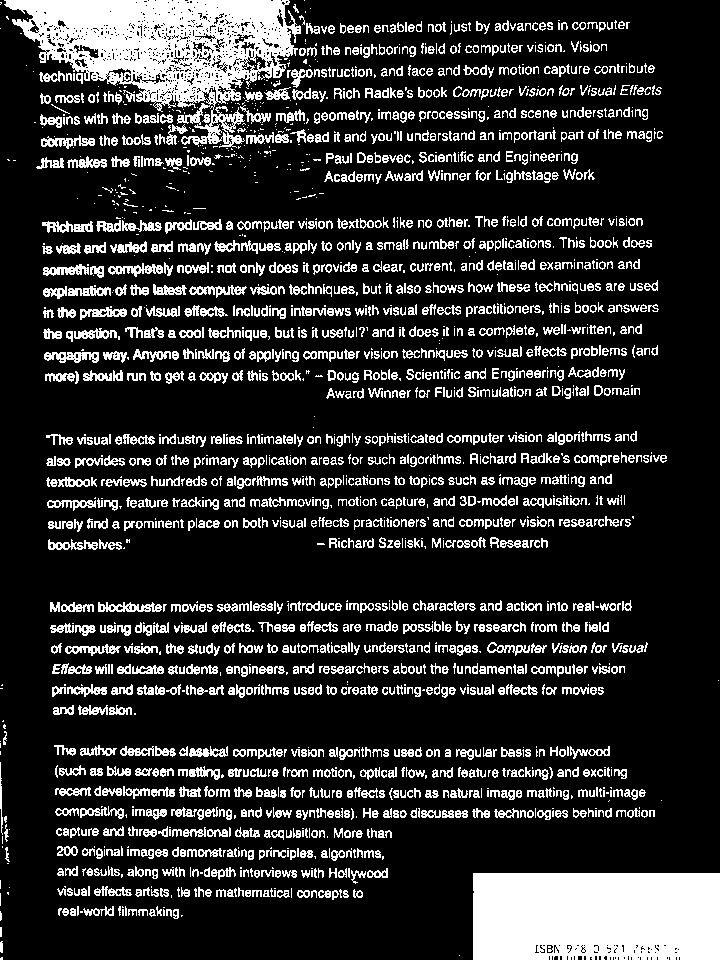 have been enabled not just by advances in computer
from the neighboring field of computer vision. Vision
techniques such as 3D reconstruction, and face and body motion capture contribute
to most of the visual effects shots we see today. Rich Radke's book Computer Vision for Visual Effects
begins with the basics and shows how math, geometry, image processing, and scene understanding
comprise the tools that create the movies. Read it and you'll understand an important part of the magic
that makes the films we love."
– Paul Debevec, Scientific and Engineering
Academy Award Winner for Lightstage Work
"Richard Radke has produced a computer vision textbook like no other. The field of computer vision
is vast and varied and many techniques apply to only a small number of applications. This book does
something completely novel: not only does it provide a clear, current, and detailed examination and
explanation of the latest computer vision techniques, but it also shows how these techniques are used
in the practice of visual effects. Including interviews with visual effects practitioners, this book answers
the question, 'That's a cool technique, but is it useful?' and it does it in a complete, well-written, and
engaging way. Anyone thinking of applying computer vision techniques to visual effects problems (and
more) should run to get a copy of this book." – Doug Roble, Scientific and Engineering Academy
Award Winner for Fluid Simulation at Digital Domain
"The visual effects industry relies intimately on highly sophisticated computer vision algorithms and
also provides one of the primary application areas for such algorithms. Richard Radke's comprehensive
textbook reviews hundreds of algorithms with applications to topics such as image matting and
compositing, feature tracking and matchmoving, motion capture, and 3D-model acquisition. It will
surely find a prominent place on both visual effects practitioners' and computer vision researchers'
bookshelves."
– Richard Szeliski, Microsoft Research
Modern blockbuster movies seamlessly introduce impossible characters and action into real-world
settings using digital visual effects. These effects are made possible by research from the field
of computer vision, the study of how to automatically understand images. Computer Vision for Visual
Effects will educate students, engineers, and researchers about the fundamental computer vision
principles and state-of-the-art algorithms used to create cutting-edge visual effects for movies
and television.
The author describes classical computer vision algorithms used on a regular basis in Hollywood
(such as blue screen matting, structure from motion, optical flow, and feature tracking) and exciting
recent developments that form the basis for future effects (such as natural image matting, multi-image
compositing, image retargeting, and view synthesis). He also discusses the technologies behind motion
capture and three-dimensional data acquisition. More than
200 original images demonstrating principles, algorithms,
and results, along with in-depth interviews with Hollywood
visual effects artists, tie the mathematical concepts to
real-world filmmaking.
ISBN